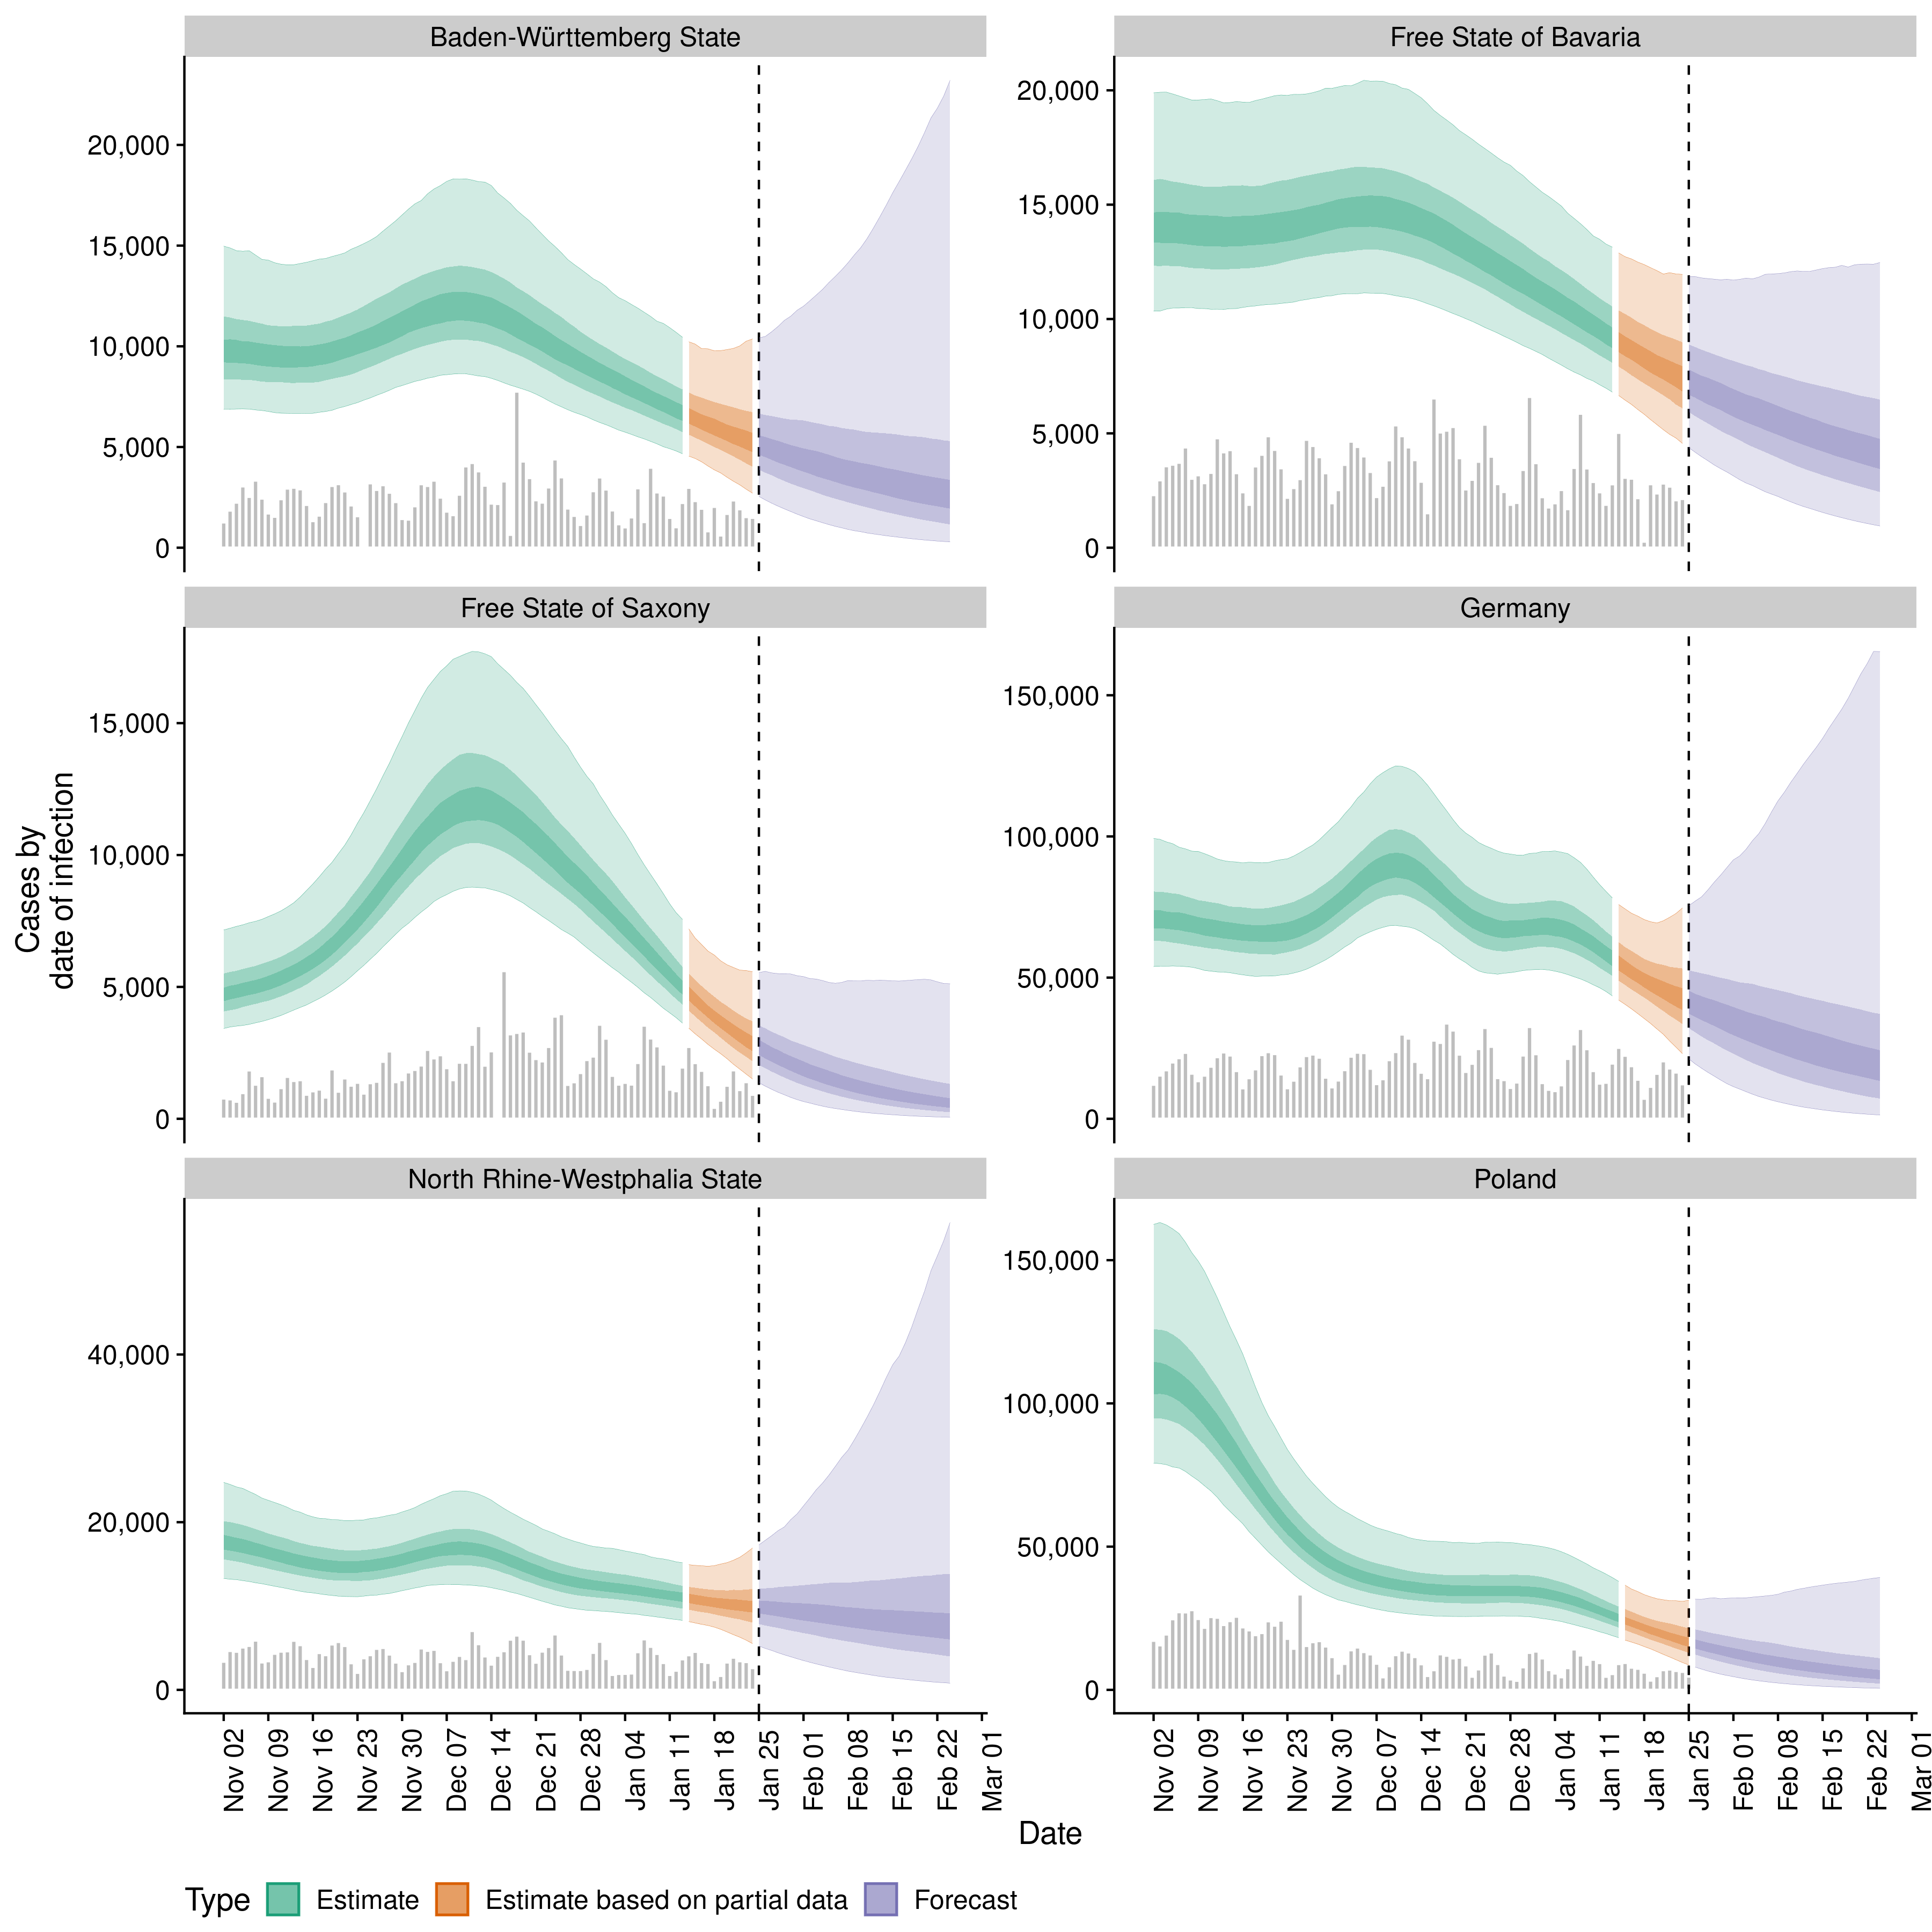 Baden-Württemberg State
Free State of Bavaria
20,000
15,000
10,000
5,000
0
20,000
15,000
10,000
5,000
0
Free State of Saxony
Germany
15,000
10,000
5,000
0
150,000
100,000
50,000
0
Cases by
date of infection
North Rhine-Westphalia State
Poland
40,000
20,000
0
150,000
100,000
50,000
0
Nov 02
Nov 09
Nov 16
Nov 23
Nov 30
Dec 07
Dec 14
Dec 21
Dec 28
Jan 04
Jan 11
Jan 18
Jan 25
Feb 01
Feb 08
Feb 15
Feb 22
Mar 01
Nov 02
Nov 09
Nov 16
Nov 23
Nov 30
Dec 07
Dec 14
Dec 21
Dec 28
Jan 04
Jan 11
Jan 18
Jan 25
Feb 01
Feb 08
Feb 15
Feb 22
Mar 01
Date
Type Estimate Estimate based on partial data Forecast